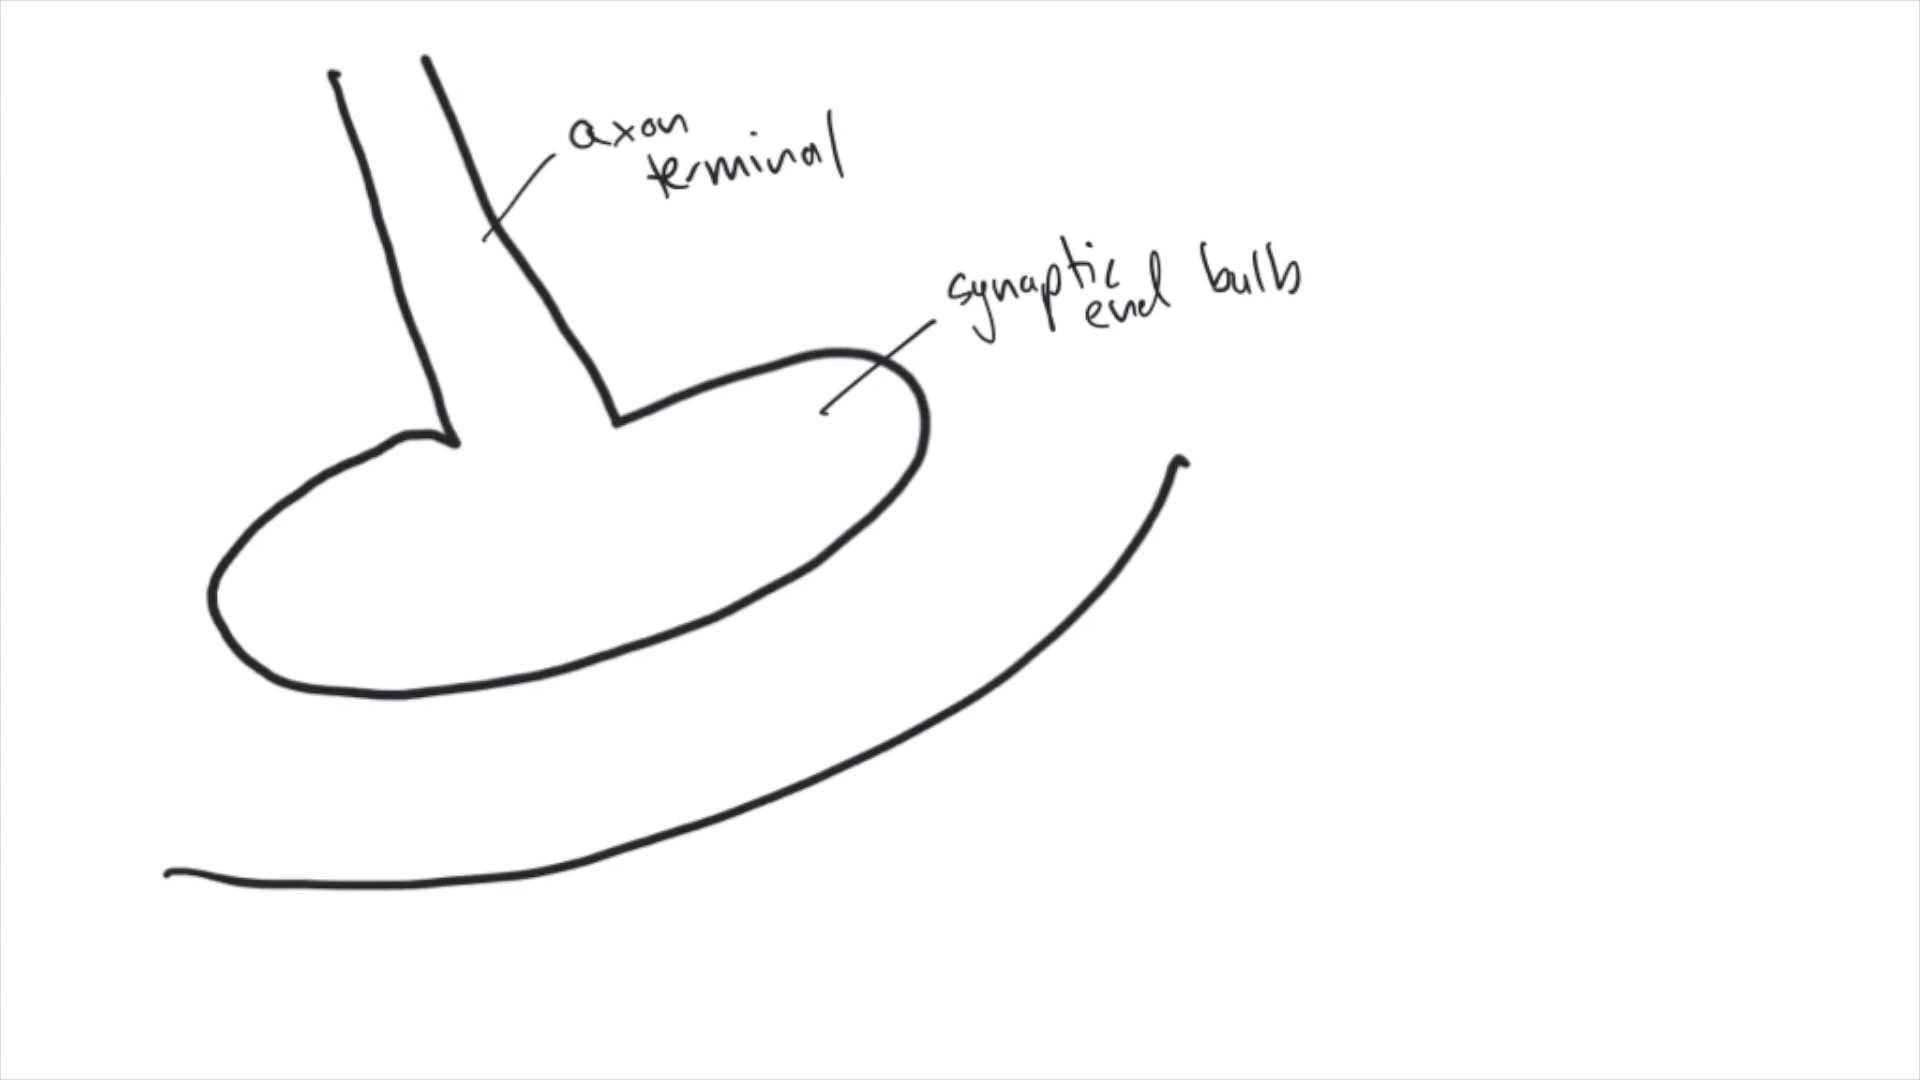 axon
terminal
synaptic
end bulb